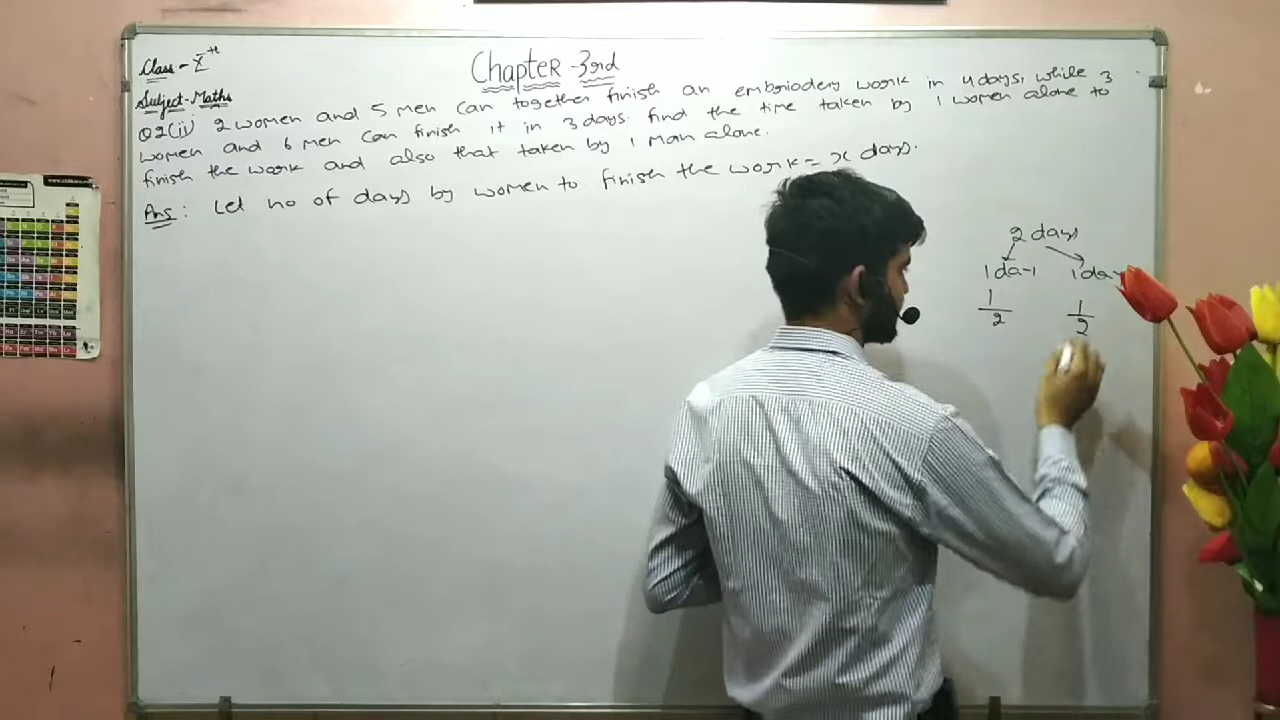 Class - Xth
Chapter - 3rd
Subject - Maths
Q2(ii) 2 women and 5 men can together finish an embriodery work in 4 days, while 3
women and 6 men can finish it in 3 days. find the time taken by 1 women alone to
finish the work and also that taken by 1 man alone.
Ans: Let no of days by women to finish the work = x days.
2 days
1 day 1 day
1/2 1/2